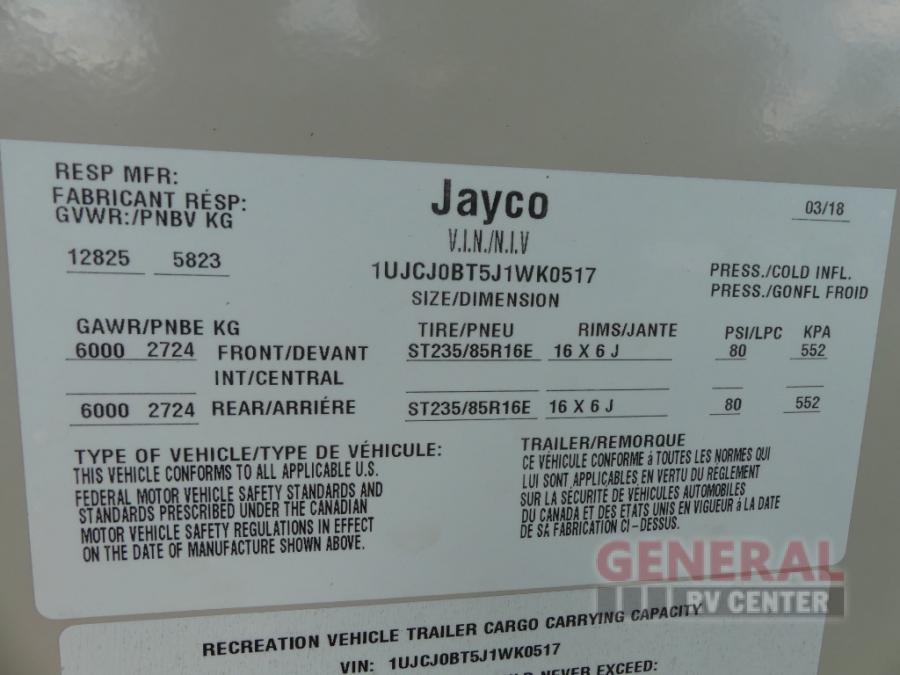 RESP MFR:
FABRICANT RÉSP:
GVWR:/PNBV KG
Jayco
03/18
12825 5823
V.I.N./N.I.V
1UJCJ0BT5J1WK0517
SIZE/DIMENSION
PRESS./COLD INFL.
PRESS./GONFL FROID
GAWR/PNBE KG TIRE/PNEU RIMS/JANTE PSI/LPC KPA
6000 2724 FRONT/DEVANT ST235/85R16E 16 X 6 J 80 552
INT/CENTRAL
6000 2724 REAR/ARRIÉRE ST235/85R16E 16 X 6 J 80 552
TYPE OF VEHICLE/TYPE DE VÉHICULE:
THIS VEHICLE CONFORMS TO ALL APPLICABLE U.S.
FEDERAL MOTOR VEHICLE SAFETY STANDARDS AND
STANDARDS PRESCRIBED UNDER THE CANADIAN
MOTOR VEHICLE SAFETY REGULATIONS IN EFFECT
ON THE DATE OF MANUFACTURE SHOWN ABOVE.
TRAILER/REMORQUE
CE VÉHICULE CONFORME à TOUTES LES NORMES QUI
LUI SONT APPLICABLES EN VERTU DU RÉGLEMENT
SUR LA SÉCURITÉ DE VÉHICULES AUTOMOBILES
DU CANADA ET DES ÉTATS UNIS EN VIGUEUR à LA DATE
DE SA FABRICATION CI-DESSUS.
GENERAL
RV CENTER
RECREATION VEHICLE TRAILER CARGO CARRYING CAPACITY
VIN: 1UJCJ0BT5J1WK0517
NEVER EXCEED: